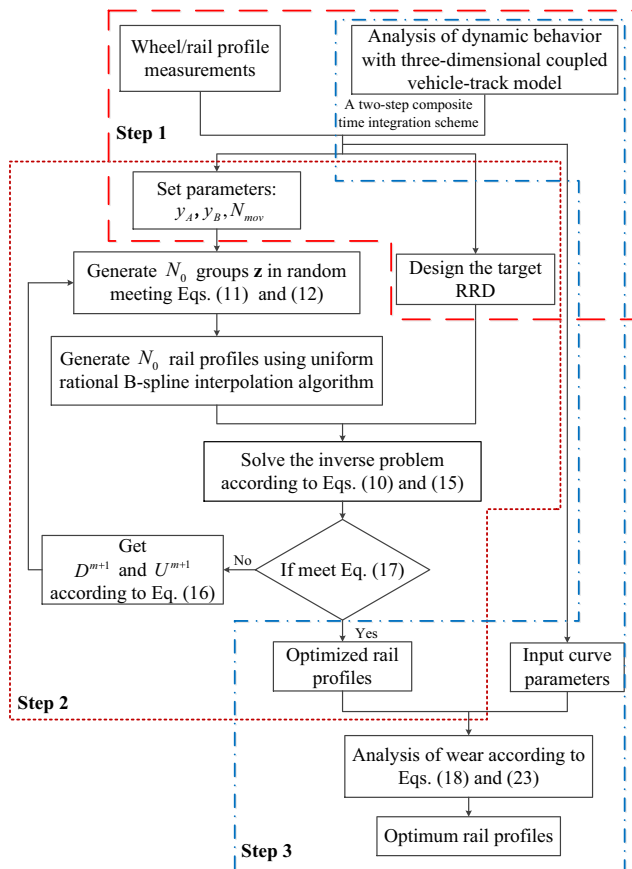 Wheel/rail profile
measurements
Analysis of dynamic behavior
with three-dimensional coupled
vehicle-track model
A two-step composite
time integration scheme
Step 1
Set parameters:
y_A, y_B, N_mov
Generate N_0 groups z in random
meeting Eqs. (11) and (12)
Design the target
RRD
Generate N_0 rail profiles using uniform
rational B-spline interpolation algorithm
Solve the inverse problem
according to Eqs. (10) and (15)
Get
D^{m+1} and U^{m+1}
according to Eq. (16)
No
If meet Eq. (17)
Yes
Optimized rail
profiles
Input curve
parameters
Step 2
Analysis of wear according to
Eqs. (18) and (23)
Optimum rail profiles
Step 3